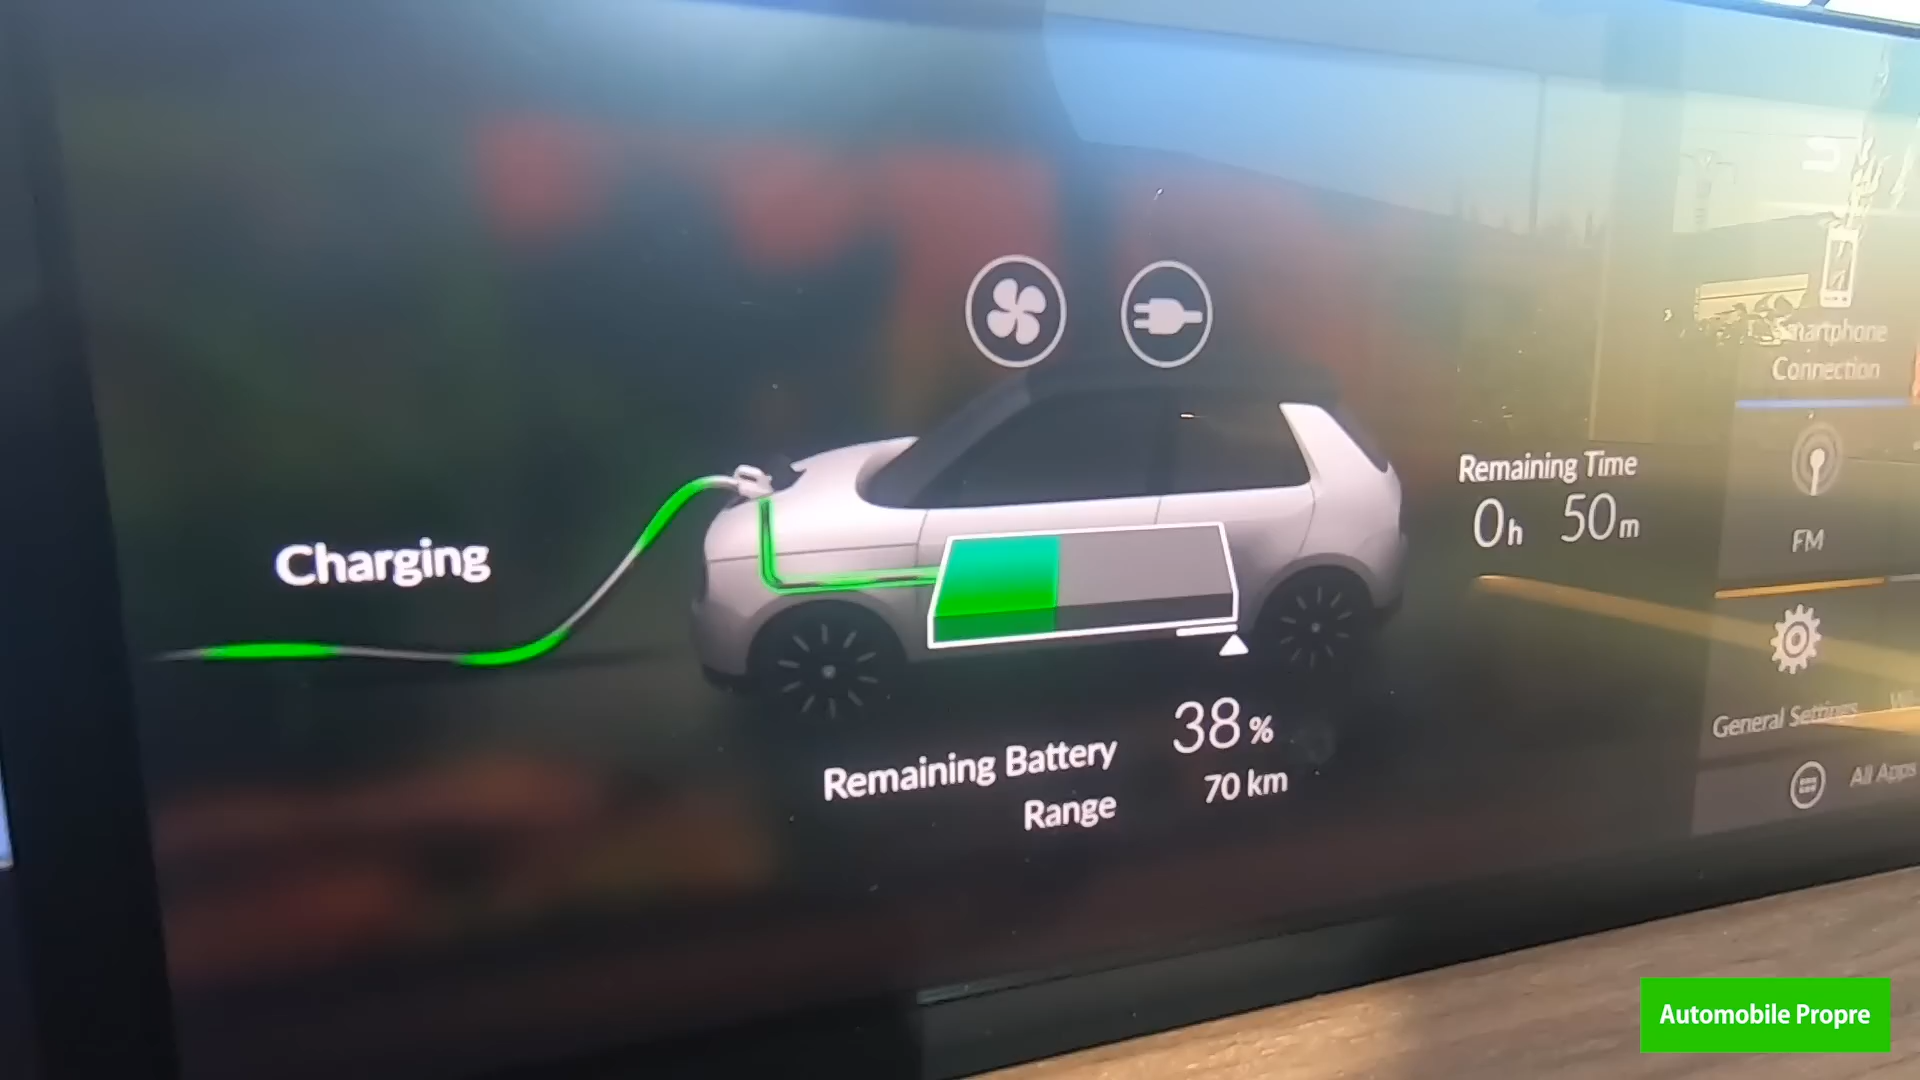 Charging
Remaining Time
0h 50m
Remaining Battery 38%
Range 70 km
Smartphone
Connection
FM
General Settings
All Apps
Automobile Propre